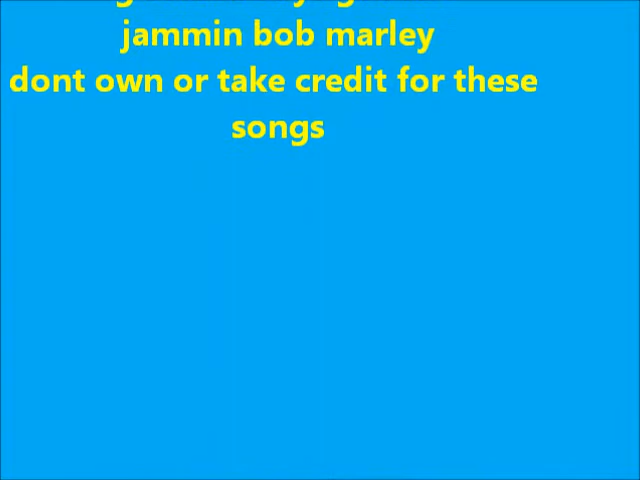 jammin bob marley
dont own or take credit for these
songs